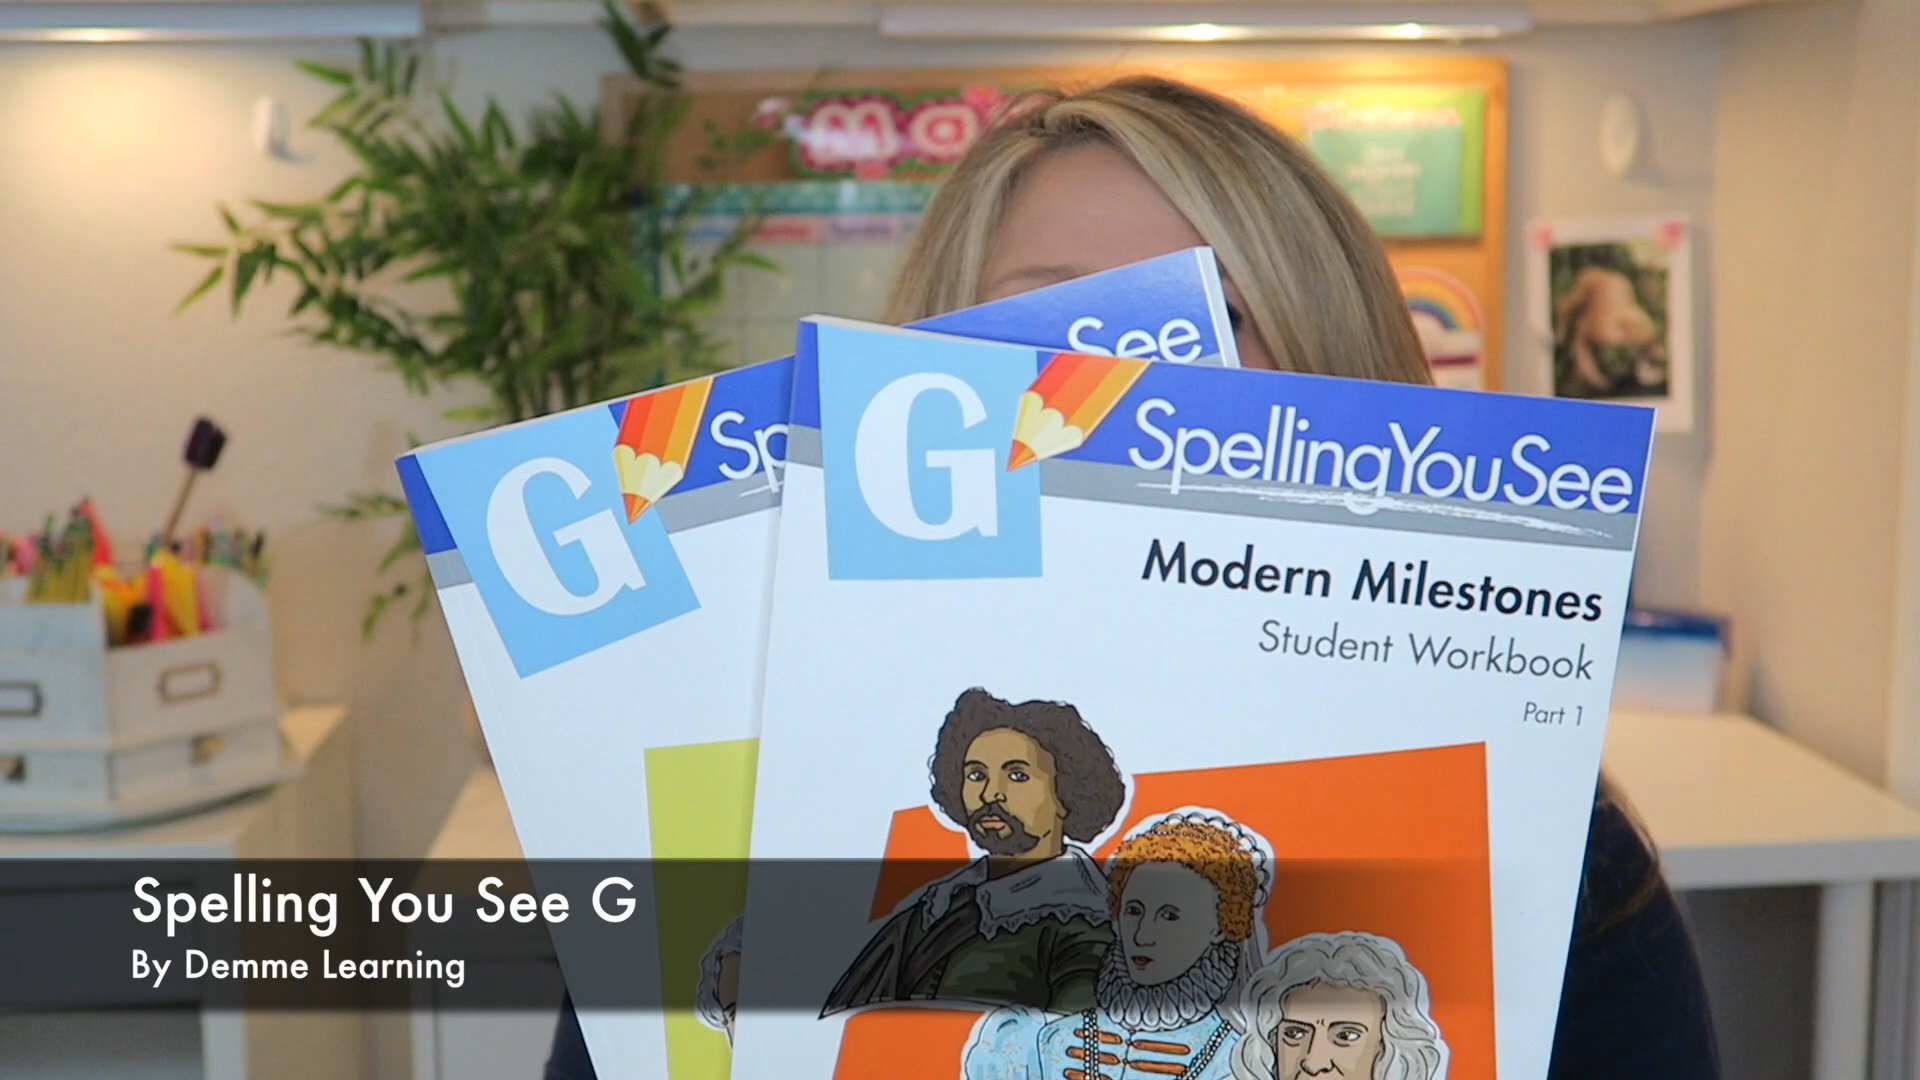 See
G
Sp
G
SpellingYouSee
Modern Milestones
Student Workbook
Part 1
Spelling You See G
By Demme Learning